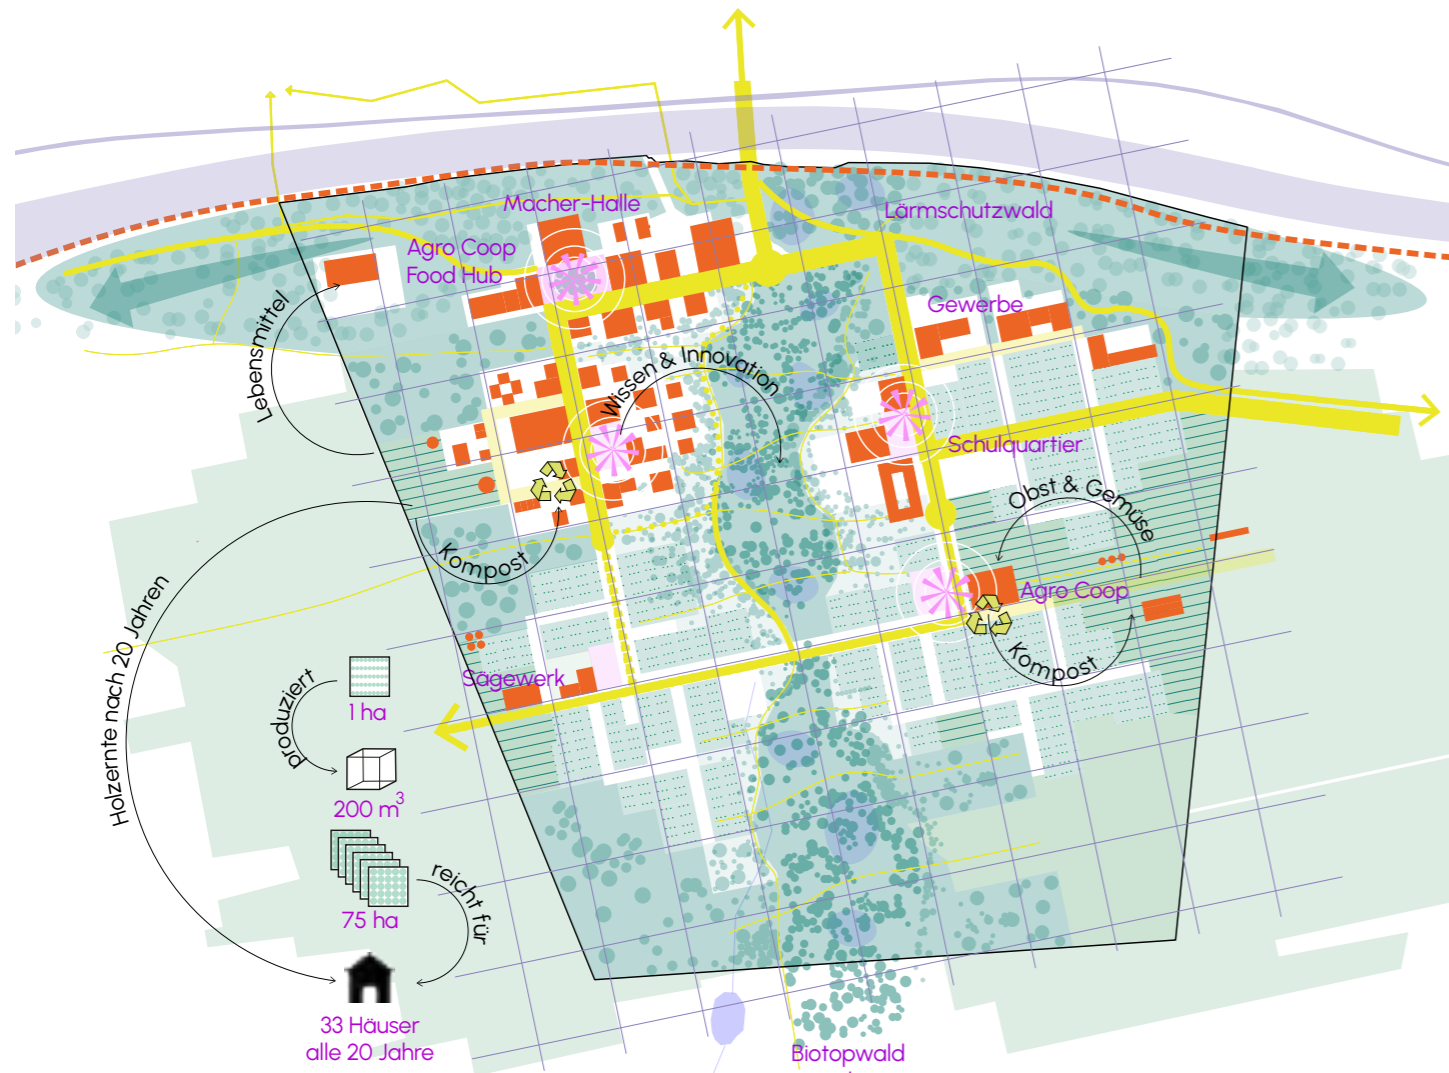 Macher-Halle
Lärmschutzwald
Agro Coop
Food Hub
Lebensmittel
Gewerbe
Wissen & Innovation
Schulquartier
Obst & Gemüse
Kompost
Agro Coop
Kompost
Holzernte nach 20 Jahren
Sägewerk
produziert
1 ha
200 m³
75 ha
reicht für
33 Häuser
alle 20 Jahre
Biotopwald